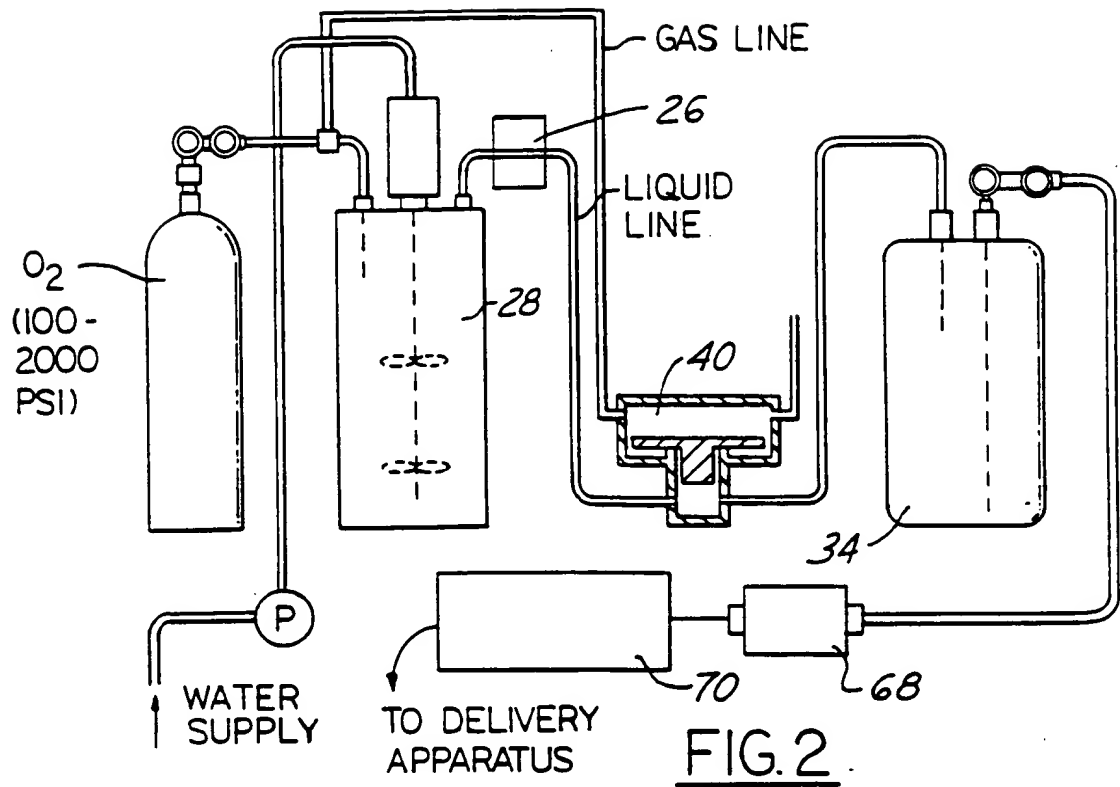 GAS LINE
26
LIQUID
LINE
O2
(100-
2000
PSI)
28
40
34
P
WATER
SUPPLY
TO DELIVERY
APPARATUS
70
68
FIG. 2